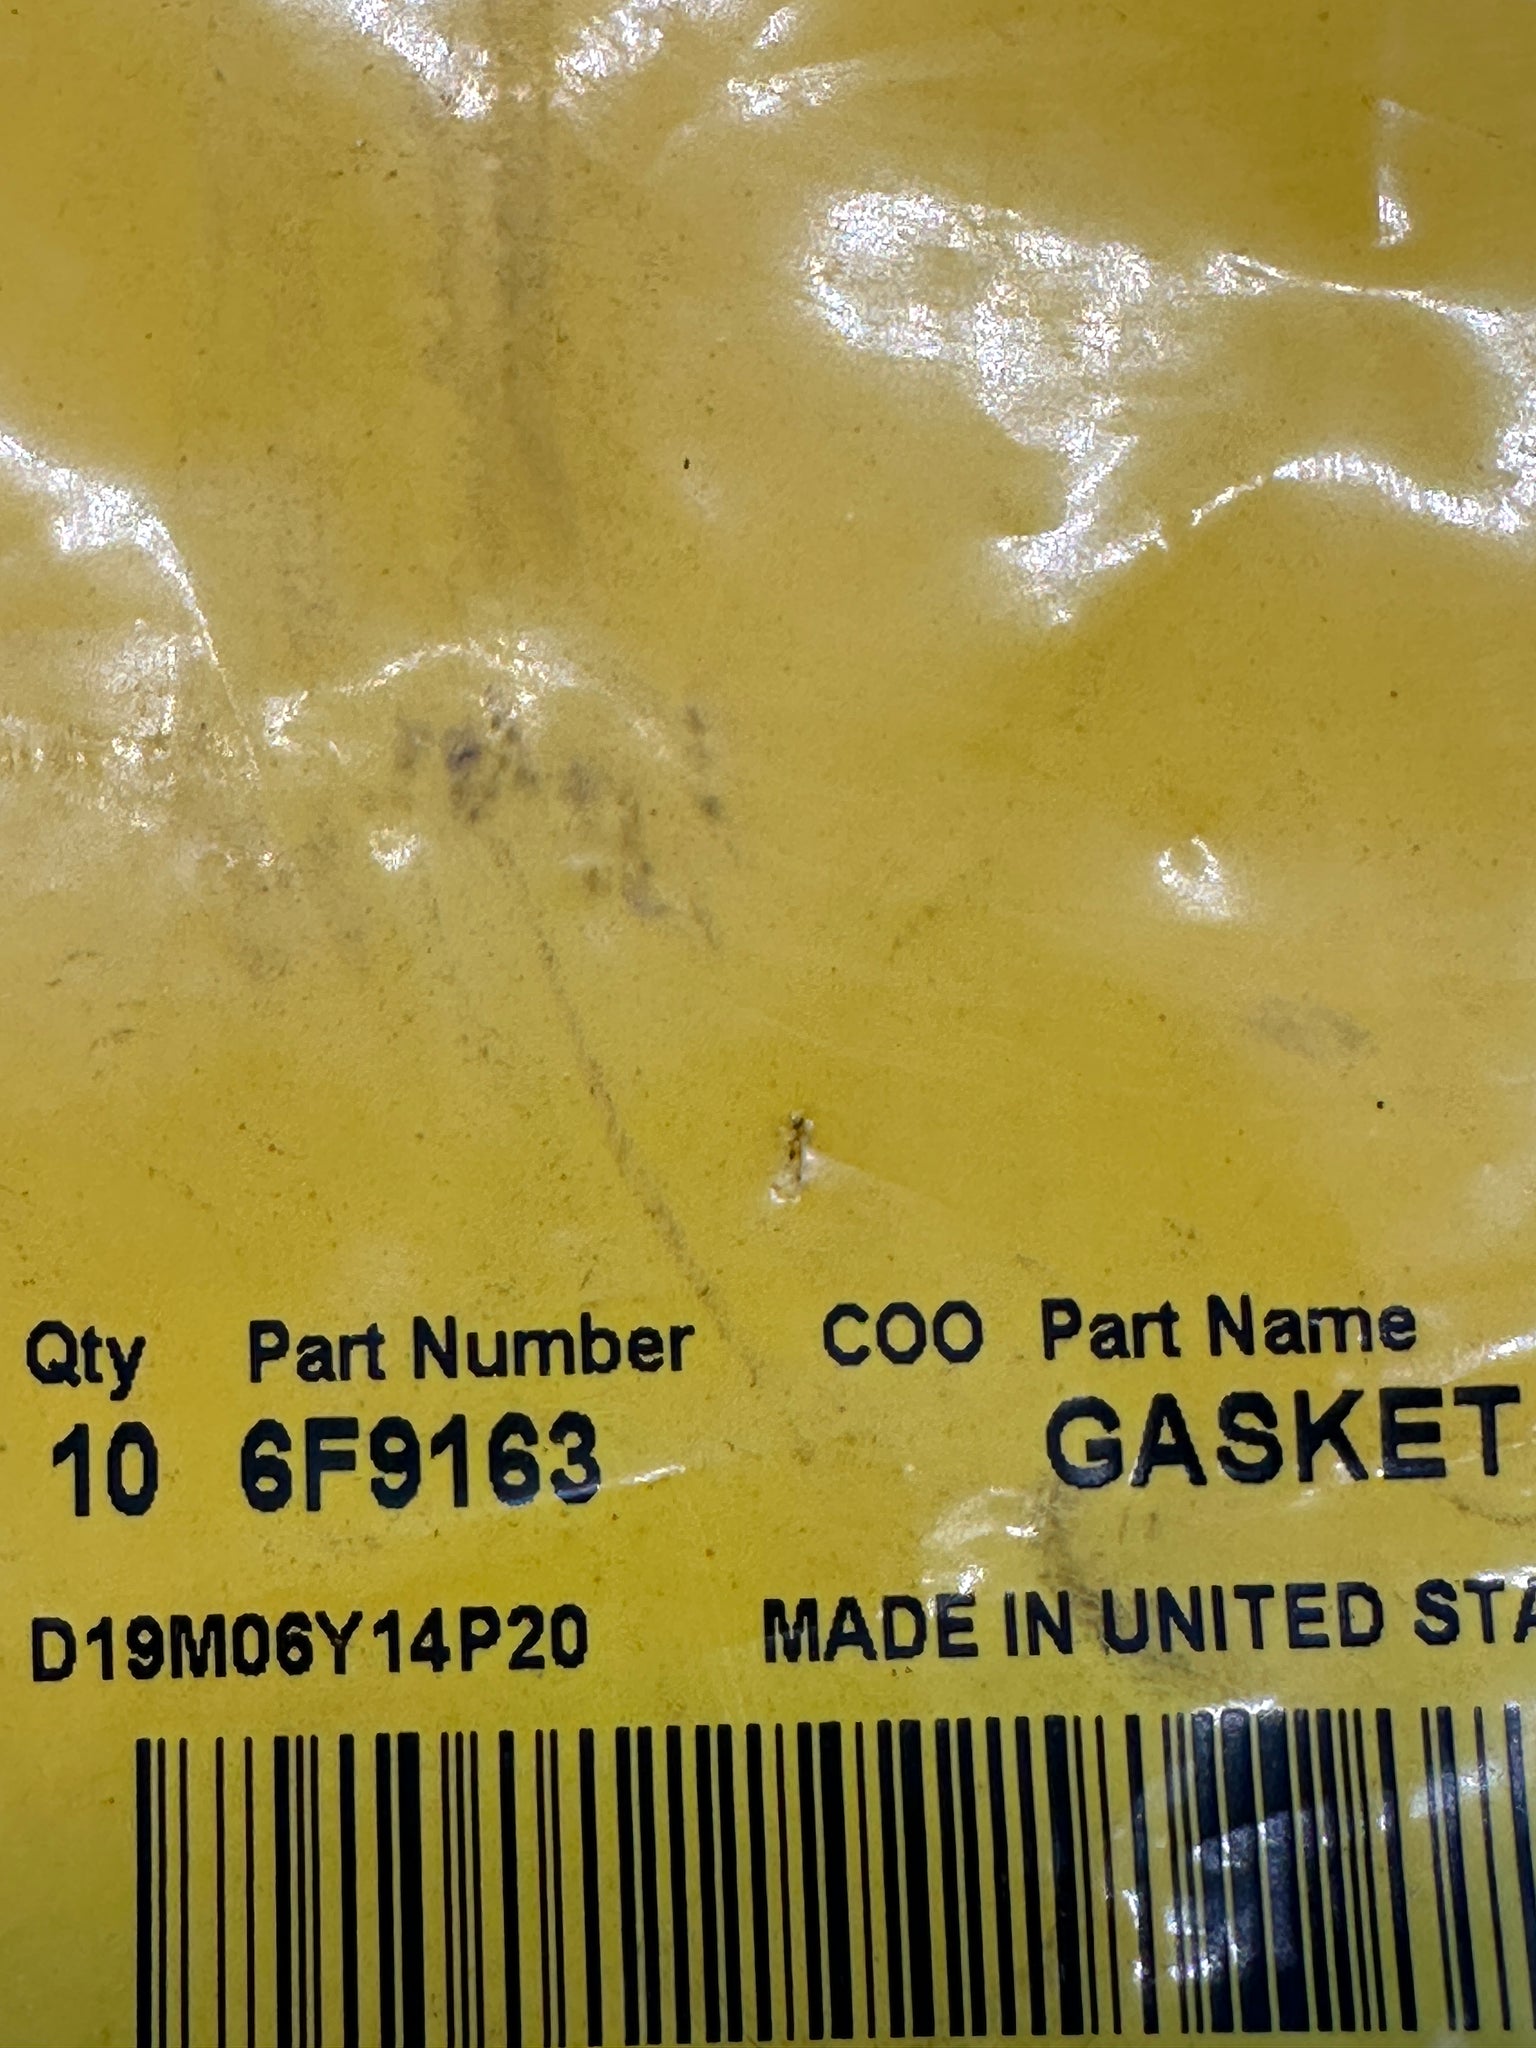 Qty Part Number COO Part Name
10 6F9163 GASKET
D19M06Y14P20 MADE IN UNITED STA